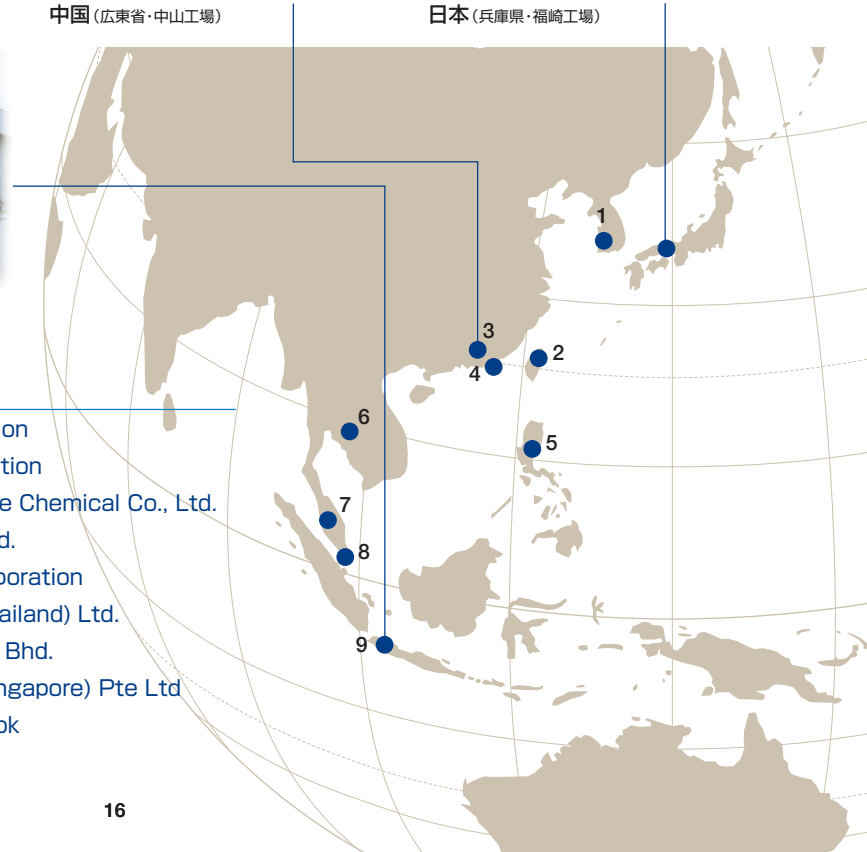 中国(広東省・中山工場)
日本(兵庫県・福崎工場)
1
3
2
4
6
5
7
8
9
on
tion
e Chemical Co., Ltd.
d.
poration
ailand) Ltd.
Bhd.
ngapore) Pte Ltd
ok
16